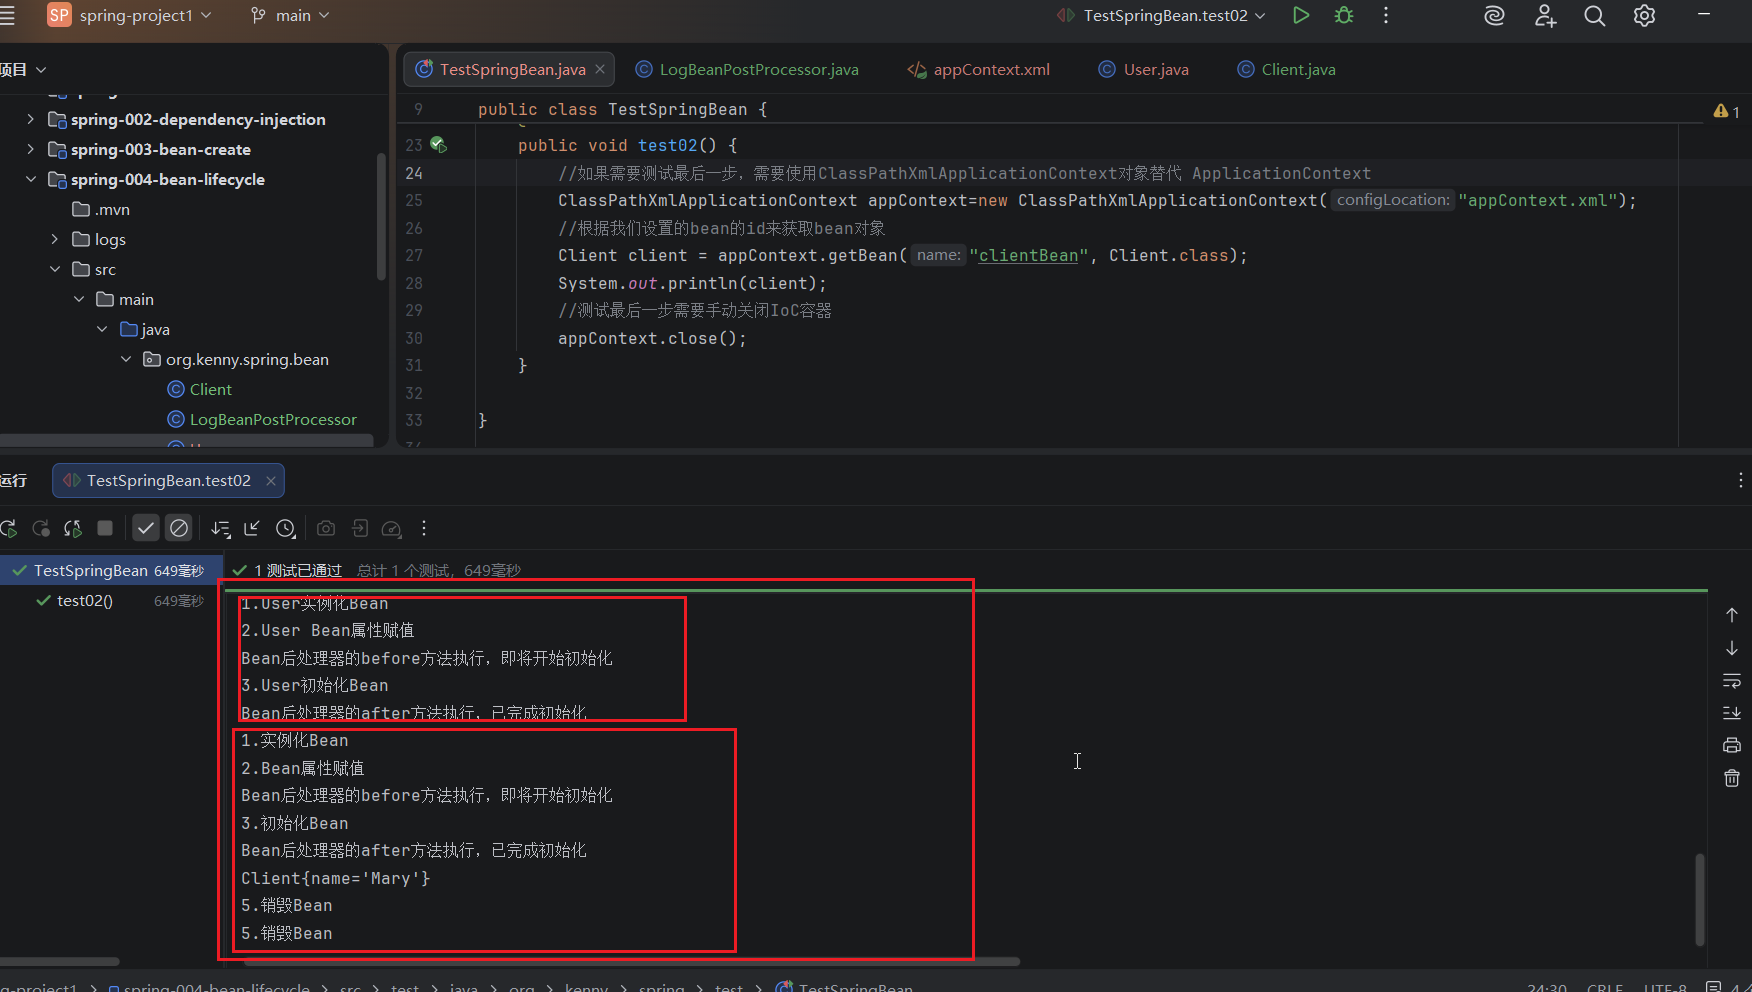 SP spring-project1 main TestSpringBean.test02
项目
spring-002-dependency-injection
spring-003-bean-create
spring-004-bean-lifecycle
.mvn
logs
src
main
java
org.kenny.spring.bean
Client
LogBeanPostProcessor
TestSpringBean.java LogBeanPostProcessor.java appContext.xml User.java Client.java
9 public class TestSpringBean {
1
23 public void test02() {
24 //如果需要测试最后一步，需要使用ClassPathXmlApplicationContext对象替代 ApplicationContext
25 ClassPathXmlApplicationContext appContext=new ClassPathXmlApplicationContext( configLocation: "appContext.xml");
26 //根据我们设置的bean的id来获取bean对象
27 Client client = appContext.getBean( name: "clientBean", Client.class);
28 System.out.println(client);
29 //测试最后一步需要手动关闭IoC容器
30 appContext.close();
31 }
32
33 }
运行 TestSpringBean.test02
TestSpringBean 649毫秒
test02() 649毫秒
1 测试已通过 总计 1 个测试，649毫秒
1.User实例化Bean
2.User Bean属性赋值
Bean后处理器的before方法执行，即将开始初始化
3.User初始化Bean
Bean后处理器的after方法执行，已完成初始化
1.实例化Bean
2.Bean属性赋值
Bean后处理器的before方法执行，即将开始初始化
3.初始化Bean
Bean后处理器的after方法执行，已完成初始化
Client{name='Mary'}
5.销毁Bean
5.销毁Bean
g-project1 > spring-004-bean-lifecycle > src > test > java > org > kenny > spring > test > TestSpringBean 24:30 CRLF UTF-8 4